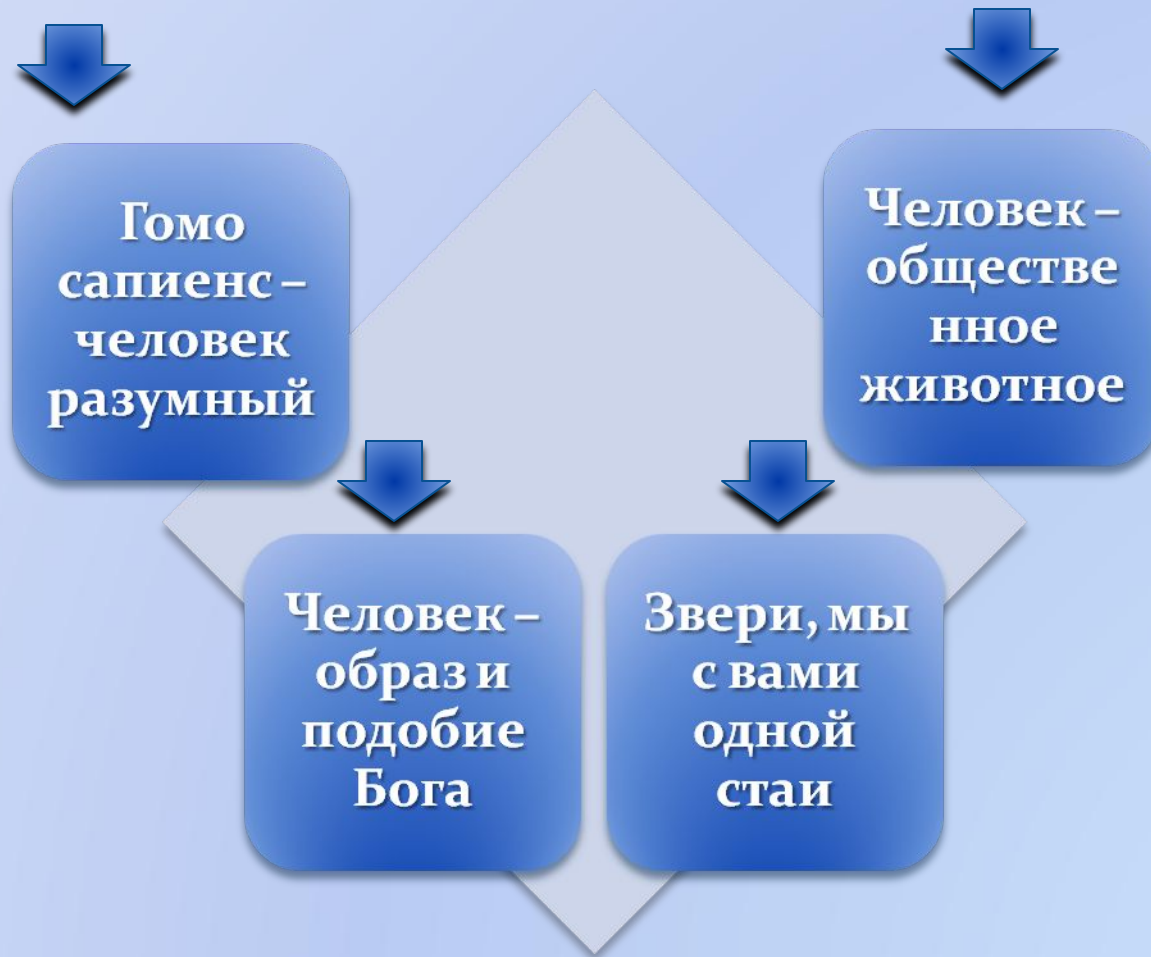 Гомо
сапиенс –
человек
разумный
Человек –
обществе
нное
животное
Человек –
образ и
подобие
Бога
Звери, мы
с вами
одной
стаи